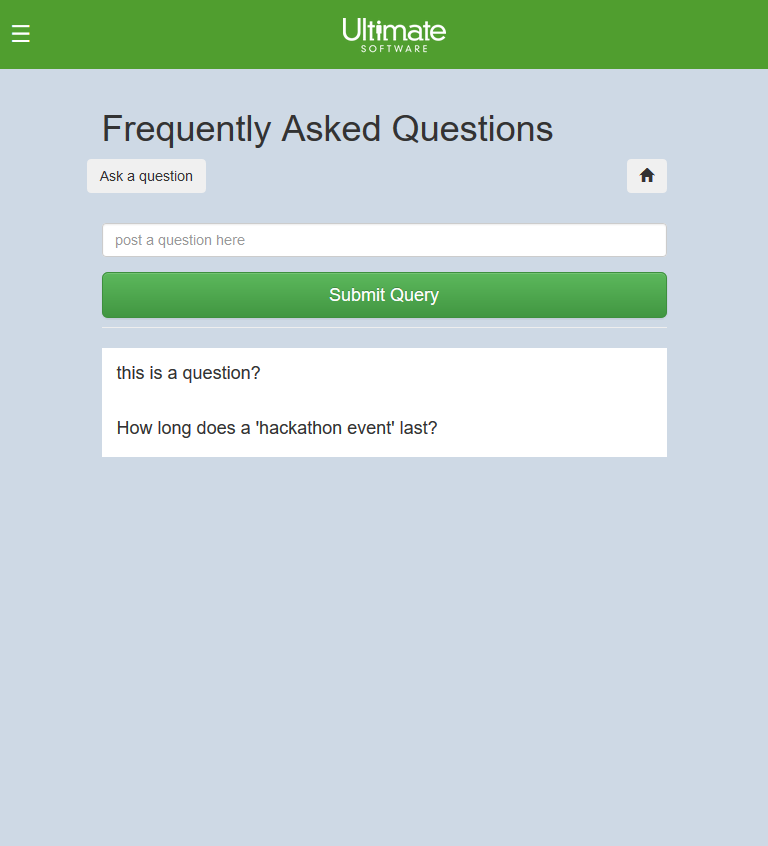 Ultimate
SOFTWARE
Frequently Asked Questions
Ask a question
post a question here
Submit Query
this is a question?
How long does a 'hackathon event' last?